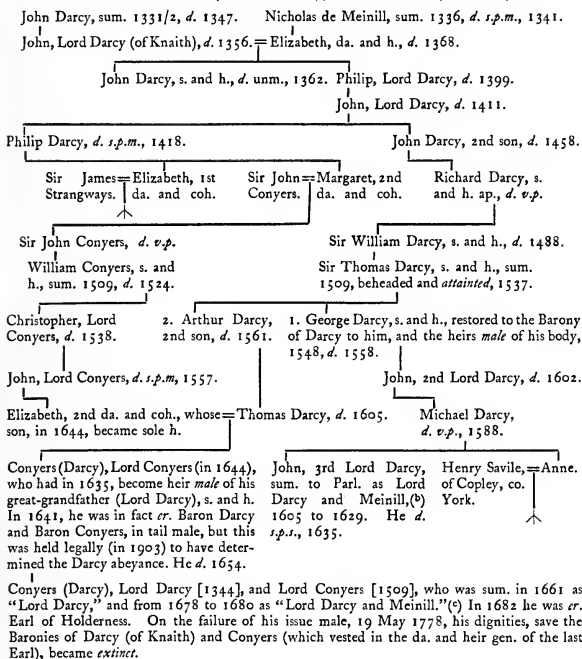 John Darcy, sum. 1331/2, d. 1347. Nicholas de Meinill, sum. 1336, d. s.p.m., 1341.
John, Lord Darcy (of Knaith), d. 1356. = Elizabeth, da. and h., d. 1368.
John Darcy, s. and h., d. unm., 1362. Philip, Lord Darcy, d. 1399.
John, Lord Darcy, d. 1411.
Philip Darcy, d. s.p.m., 1418. John Darcy, 2nd son, d. 1458.
Sir James = Elizabeth, 1st Sir John = Margaret, 2nd Richard Darcy, s.
Strangways. da. and coh. Conyers. da. and coh. and h. ap., d. v.p.
Sir John Conyers, d. v.p. Sir William Darcy, s. and h., d. 1488.
William Conyers, s. and Sir Thomas Darcy, s. and h., sum.
h., sum. 1509, d. 1524. 1509, beheaded and attainted, 1537.
Christopher, Lord 2. Arthur Darcy, 1. George Darcy, s. and h., restored to the Barony
Conyers, d. 1538. 2nd son, d. 1561. of Darcy to him, and the heirs male of his body,
1548, d. 1558.
John, Lord Conyers, d. s.p.m, 1557. John, 2nd Lord Darcy, d. 1602.
Elizabeth, 2nd da. and coh., whose = Thomas Darcy, d. 1605. Michael Darcy,
son, in 1644, became sole h. d. v.p., 1588.
Conyers (Darcy), Lord Conyers (in 1644), John, 3rd Lord Darcy, Henry Savile, = Anne.
who had in 1635, become heir male of his sum. to Parl. as Lord of Copley, co.
great-grandfather (Lord Darcy), s. and h. Darcy and Meinill,(b) York.
In 1641, he was in fact cr. Baron Darcy 1605 to 1629. He d.
and Baron Conyers, in tail male, but this s.p.s., 1635.
was held legally (in 1903) to have deter-
mined the Darcy abeyance. He d. 1654.
Conyers (Darcy), Lord Darcy [1344], and Lord Conyers [1509], who was sum. in 1661 as
"Lord Darcy," and from 1678 to 1680 as "Lord Darcy and Meinill."(c) In 1682 he was cr.
Earl of Holderness. On the failure of his issue male, 19 May 1778, his dignities, save the
Baronies of Darcy (of Knaith) and Conyers (which vested in the da. and heir gen. of the last
Earl), became extinct.